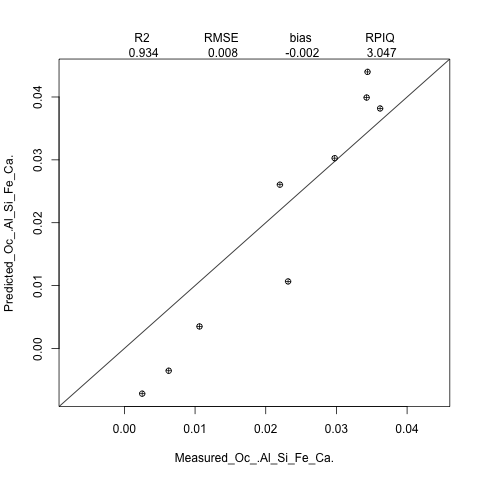 R2 RMSE bias RPIQ
0.934 0.008 -0.002 3.047
0.04
0.03
0.02
0.01
0.00
Predicted_Oc_.Al_Si_Fe_Ca.
0.00 0.01 0.02 0.03 0.04
Measured_Oc_.Al_Si_Fe_Ca.